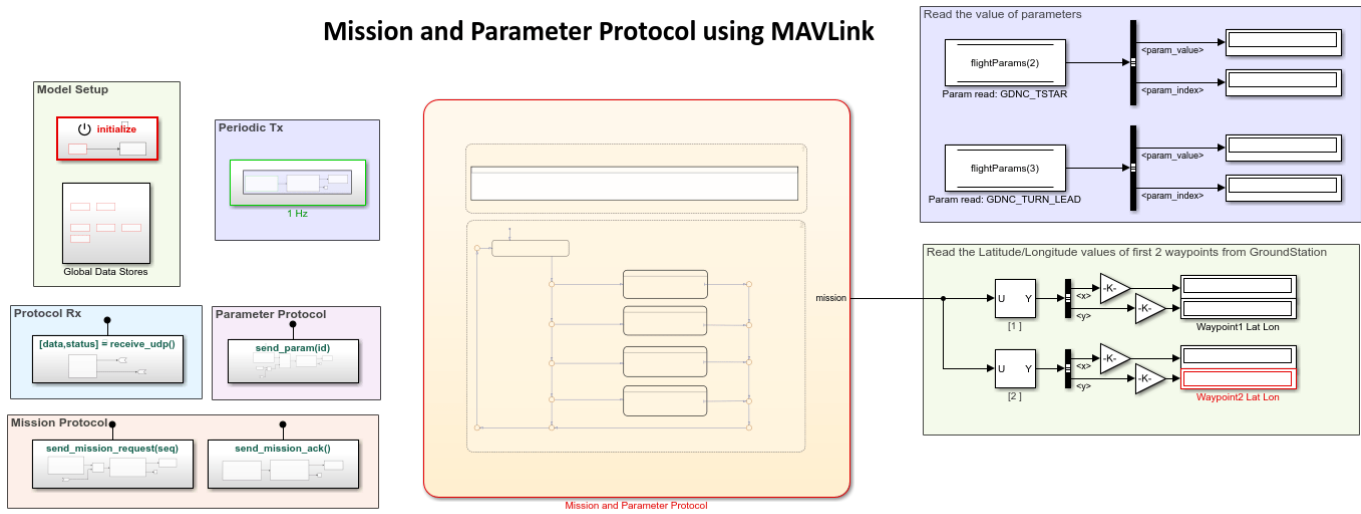 Mission and Parameter Protocol using MAVLink
Model Setup
initialize
Global Data Stores
Periodic Tx
1 Hz
Protocol Rx
[data,status] = receive_udp()
Parameter Protocol
send_param(id)
Mission Protocol
send_mission_request(seq)
send_mission_ack()
mission
Mission and Parameter Protocol
Read the value of parameters
flightParams(2)
Param read: GDNC_TSTAR
<param_value>
<param_index>
flightParams(3)
Param read: GDNC_TURN_LEAD
<param_value>
<param_index>
Read the Latitude/Longitude values of first 2 waypoints from GroundStation
U Y
[1 ]
<x>
<y>
-K-
-K-
Waypoint1 Lat Lon
U Y
[2 ]
<x>
<y>
-K-
-K-
Waypoint2 Lat Lon